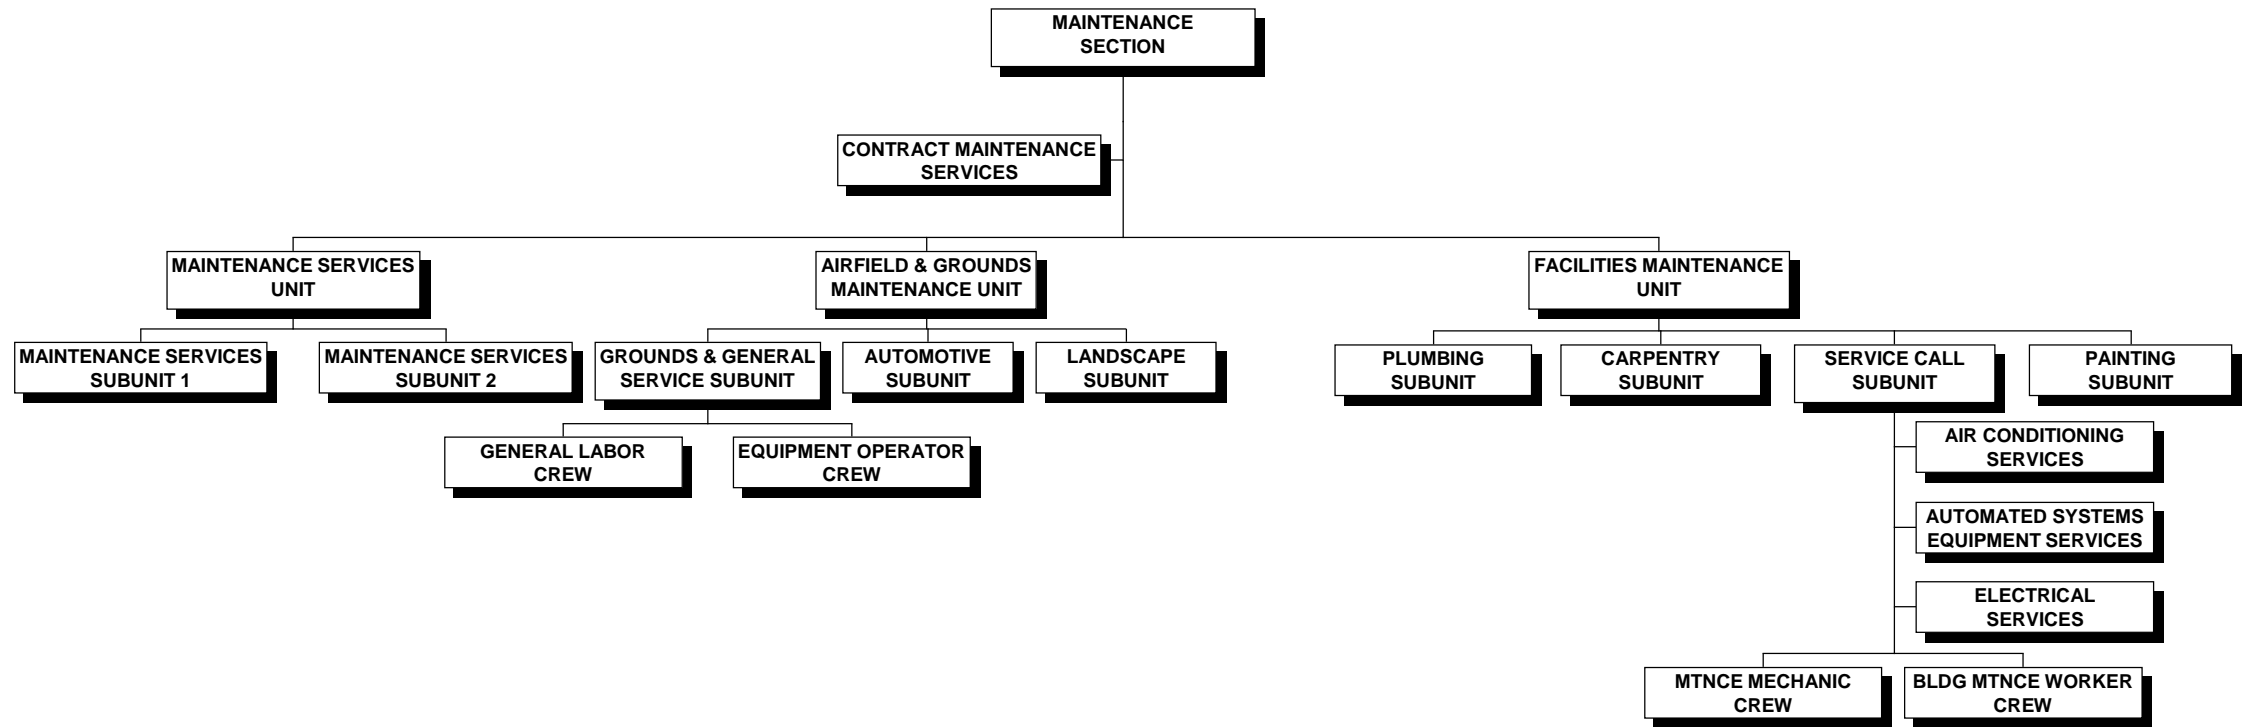 MAINTENANCE
SECTION
CONTRACT MAINTENANCE
SERVICES
MAINTENANCE SERVICES
UNIT
AIRFIELD & GROUNDS
MAINTENANCE UNIT
FACILITIES MAINTENANCE
UNIT
MAINTENANCE SERVICES
SUBUNIT 1
MAINTENANCE SERVICES
SUBUNIT 2
GROUNDS & GENERAL
SERVICE SUBUNIT
AUTOMOTIVE
SUBUNIT
LANDSCAPE
SUBUNIT
PLUMBING
SUBUNIT
CARPENTRY
SUBUNIT
SERVICE CALL
SUBUNIT
PAINTING
SUBUNIT
GENERAL LABOR
CREW
EQUIPMENT OPERATOR
CREW
AIR CONDITIONING
SERVICES
AUTOMATED SYSTEMS
EQUIPMENT SERVICES
ELECTRICAL
SERVICES
MTNCE MECHANIC
CREW
BLDG MTNCE WORKER
CREW